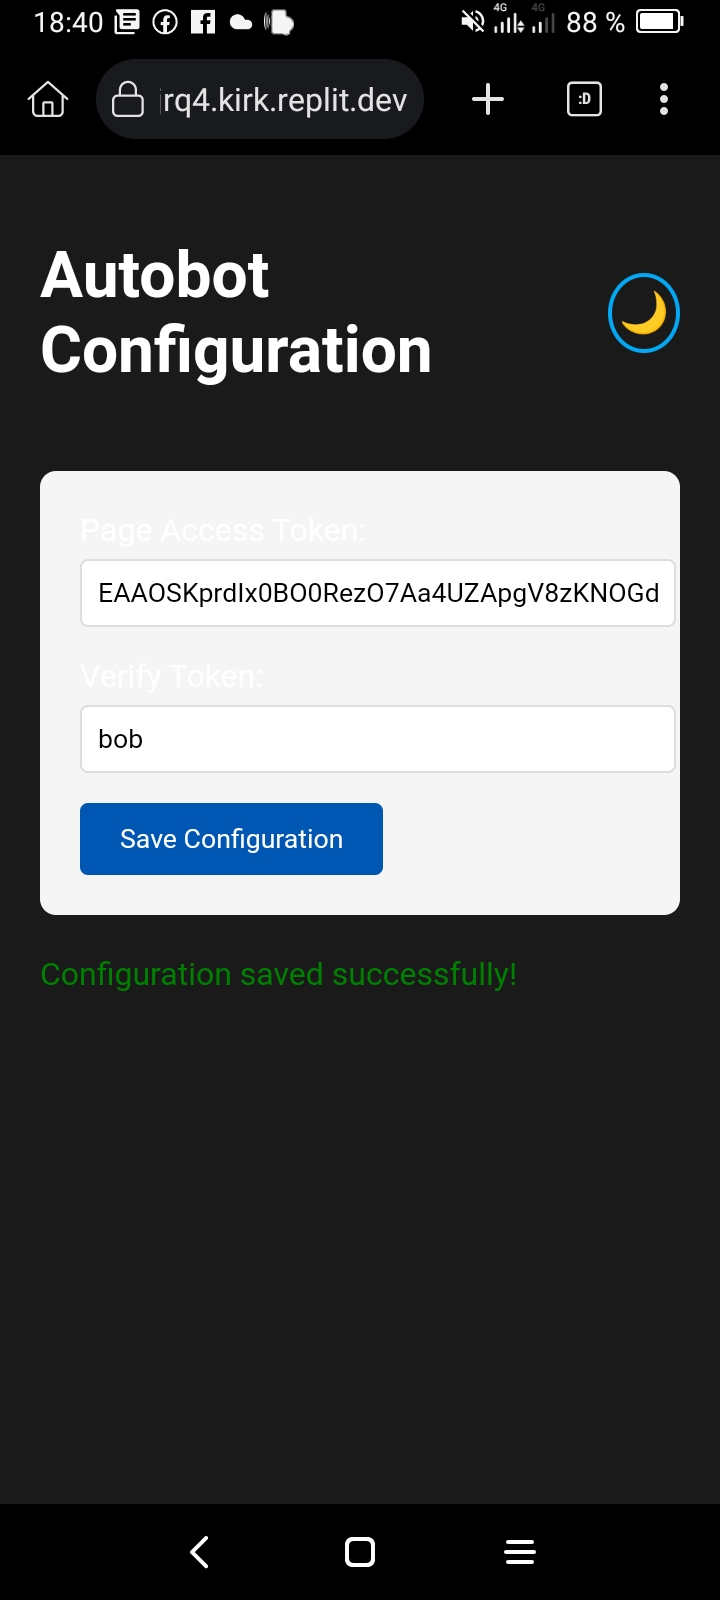 18:40
4G 4G 88 %
rq4.kirk.replit.dev
:D
Autobot
Configuration
Page Access Token:
EAAOSKprdIx0BO0RezO7Aa4UZApgV8zKNOGd
Verify Token:
bob
Save Configuration
Configuration saved successfully!